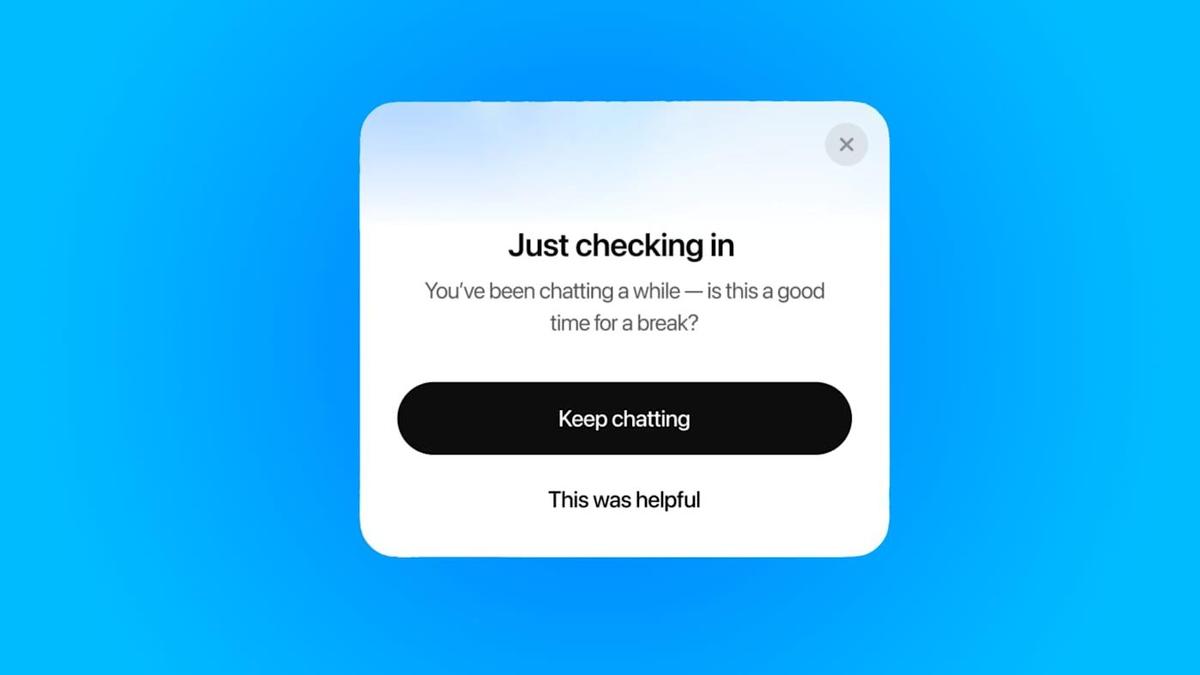 Just checking in
You’ve been chatting a while — is this a good
time for a break?
Keep chatting
This was helpful